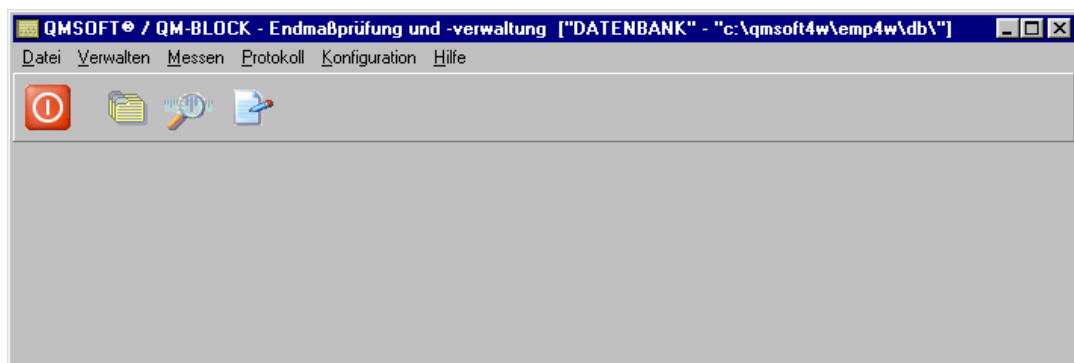 QMSOFT® / QM-BLOCK - Endmaßprüfung und -verwaltung ["DATENBANK" - "c:\qmsoft4w\emp4w\db\"]
Datei Verwalten Messen Protokoll Konfiguration Hilfe